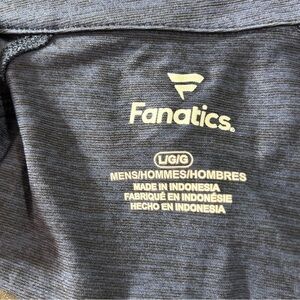 Fanatics.
L/G/G
MENS/HOMMES/HOMBRES
MADE IN INDONESIA
FABRIQUÉ EN INDONÉSIE
HECHO EN INDONESIA